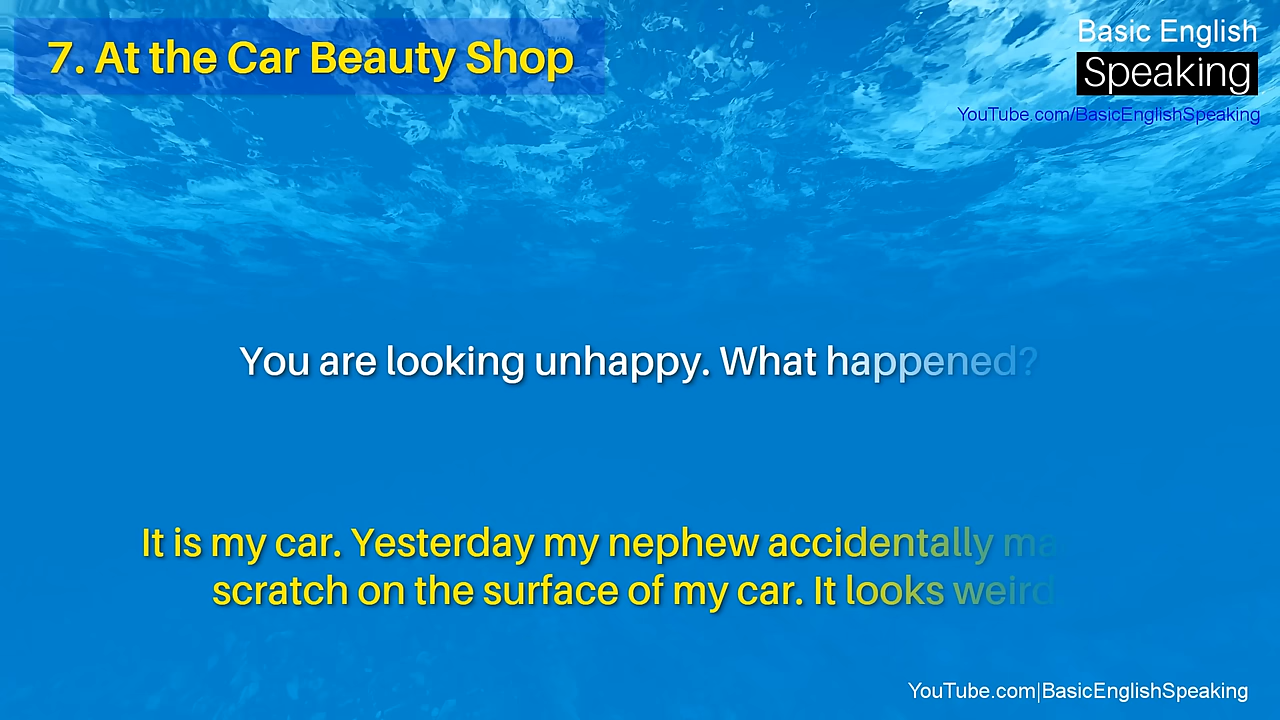 7. At the Car Beauty Shop
Basic English
Speaking
YouTube.com/BasicEnglishSpeaking
You are looking unhappy. What happened?
It is my car. Yesterday my nephew accidentally
scratch on the surface of my car. It looks weird
YouTube.com|BasicEnglishSpeaking